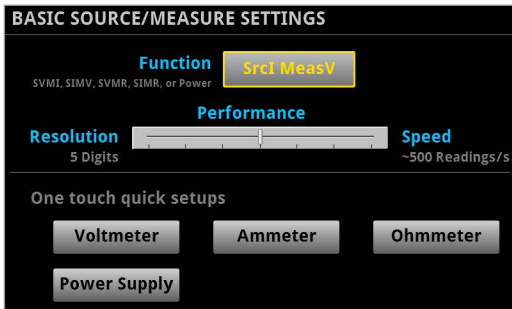 BASIC SOURCE/MEASURE SETTINGS
Function
SrcI MeasV
SVMI, SIMV, SVMR, SIMR, or Power
Performance
Resolution
Speed
5 Digits
~500 Readings/s
One touch quick setups
Voltmeter
Ammeter
Ohmmeter
Power Supply